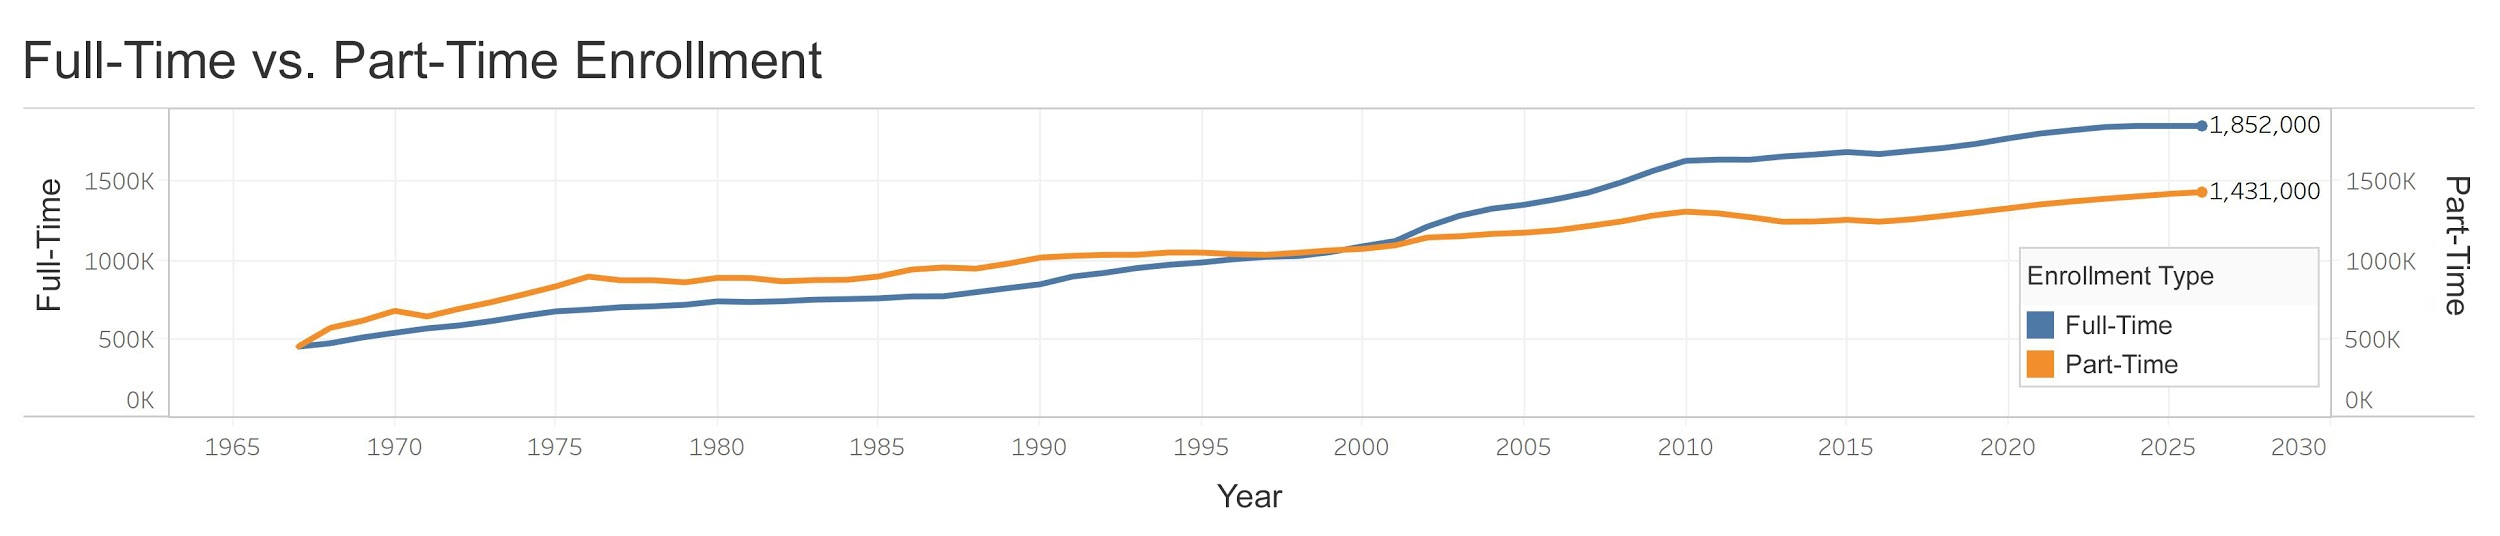 Full-Time vs. Part-Time Enrollment
1,852,000
1500K
1,431,000
1500K
Full-Time
Part-Time
1000K
1000K
Enrollment Type
Full-Time
500K
500K
Part-Time
0K
0K
1965 1970 1975 1980 1985 1990 1995 2000 2005 2010 2015 2020 2025 2030
Year